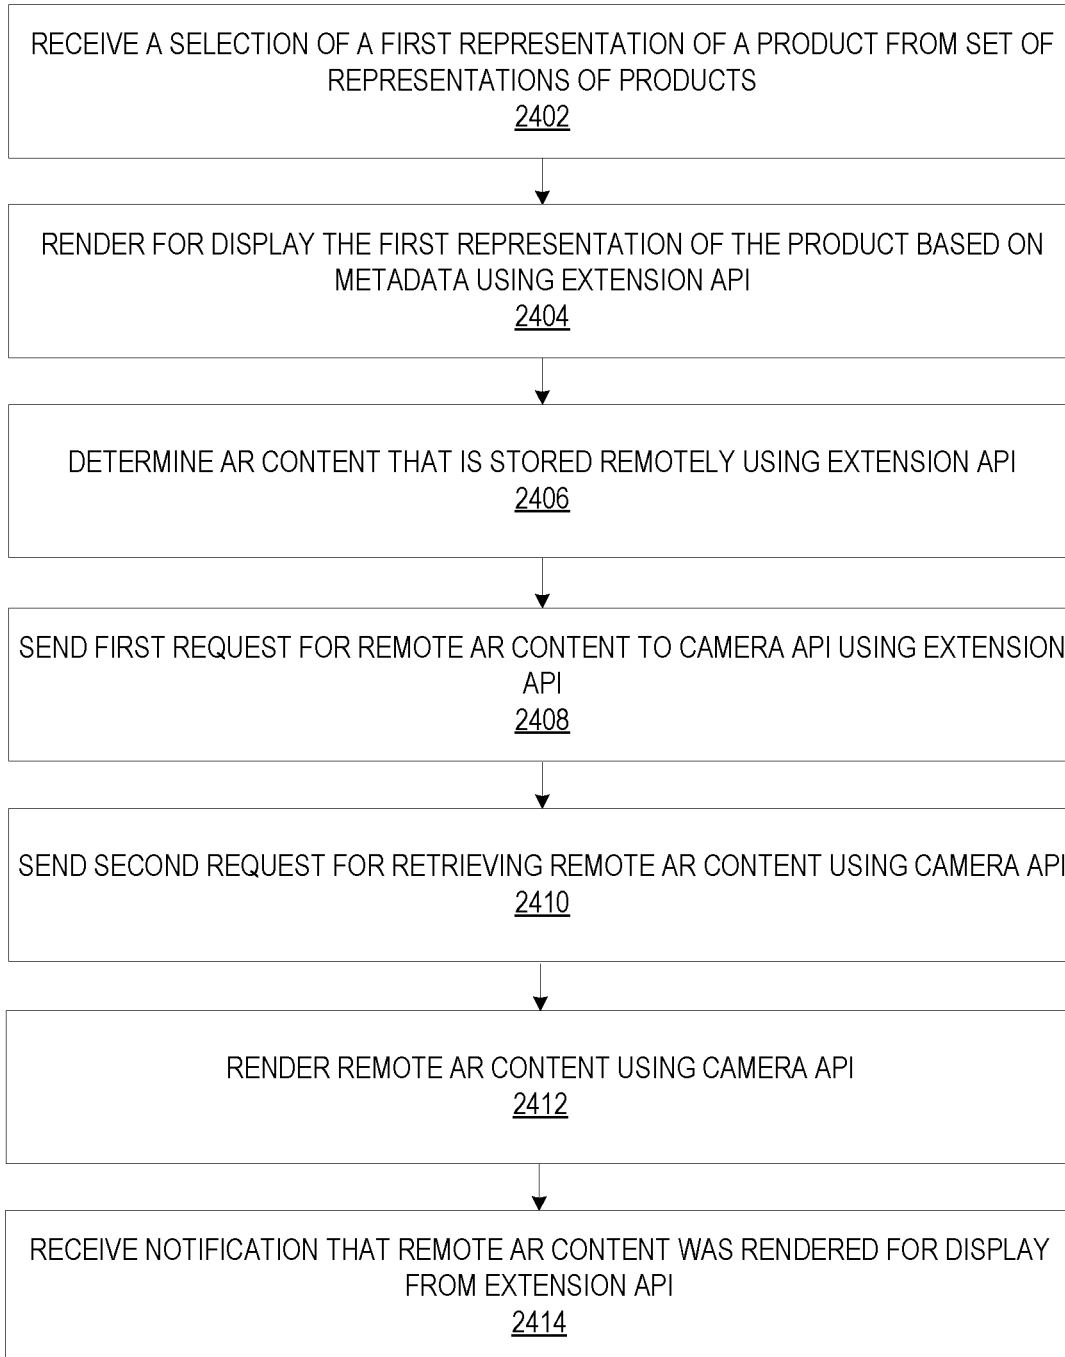 RECEIVE A SELECTION OF A FIRST REPRESENTATION OF A PRODUCT FROM SET OF
REPRESENTATIONS OF PRODUCTS
2402
RENDER FOR DISPLAY THE FIRST REPRESENTATION OF THE PRODUCT BASED ON
METADATA USING EXTENSION API
2404
DETERMINE AR CONTENT THAT IS STORED REMOTELY USING EXTENSION API
2406
SEND FIRST REQUEST FOR REMOTE AR CONTENT TO CAMERA API USING EXTENSION
API
2408
SEND SECOND REQUEST FOR RETRIEVING REMOTE AR CONTENT USING CAMERA API
2410
RENDER REMOTE AR CONTENT USING CAMERA API
2412
RECEIVE NOTIFICATION THAT REMOTE AR CONTENT WAS RENDERED FOR DISPLAY
FROM EXTENSION API
2414